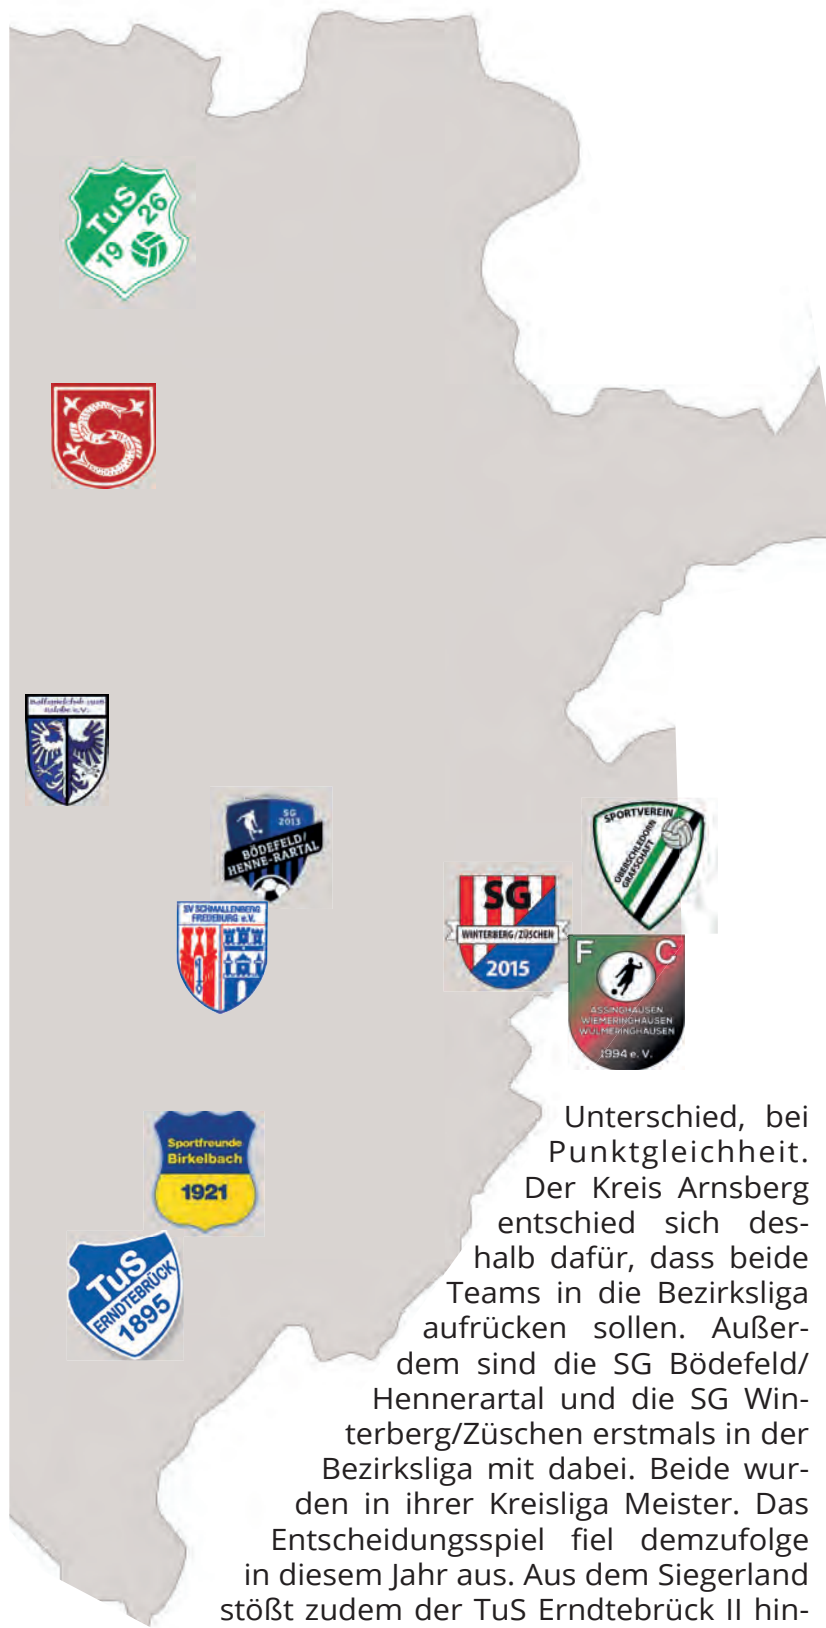 TuS
19 26
S
Ballspielclub
e.V.
SG
2013
BÖDEFELD/
HENNE-RARTAL
SV SCHMALLENBERG
FREDEBURG e.V.
SPORTVEREIN
OBERSCHLEDORN
GRAFSCHAFT
SG
WINTERBERG/ZÜSCHEN
2015
F C
ASSINGHAUSEN
WIEMERINGHAUSEN
WULMERINGHAUSEN
1994 e. V.
Sportfreunde
Birkelbach
1921
TuS
ERNDTEBRÜCK
1895
Unterschied, bei
Punktgleichheit.
Der Kreis Arnsberg
entschied sich des-
halb dafür, dass beide
Teams in die Bezirksliga
aufrücken sollen. Außer-
dem sind die SG Bödefeld/
Hennerartal und die SG Win-
terberg/Züschen erstmals in der
Bezirksliga mit dabei. Beide wur-
den in ihrer Kreisliga Meister. Das
Entscheidungsspiel fiel demzufolge
in diesem Jahr aus. Aus dem Siegerland
stößt zudem der TuS Erndtebrück II hin-